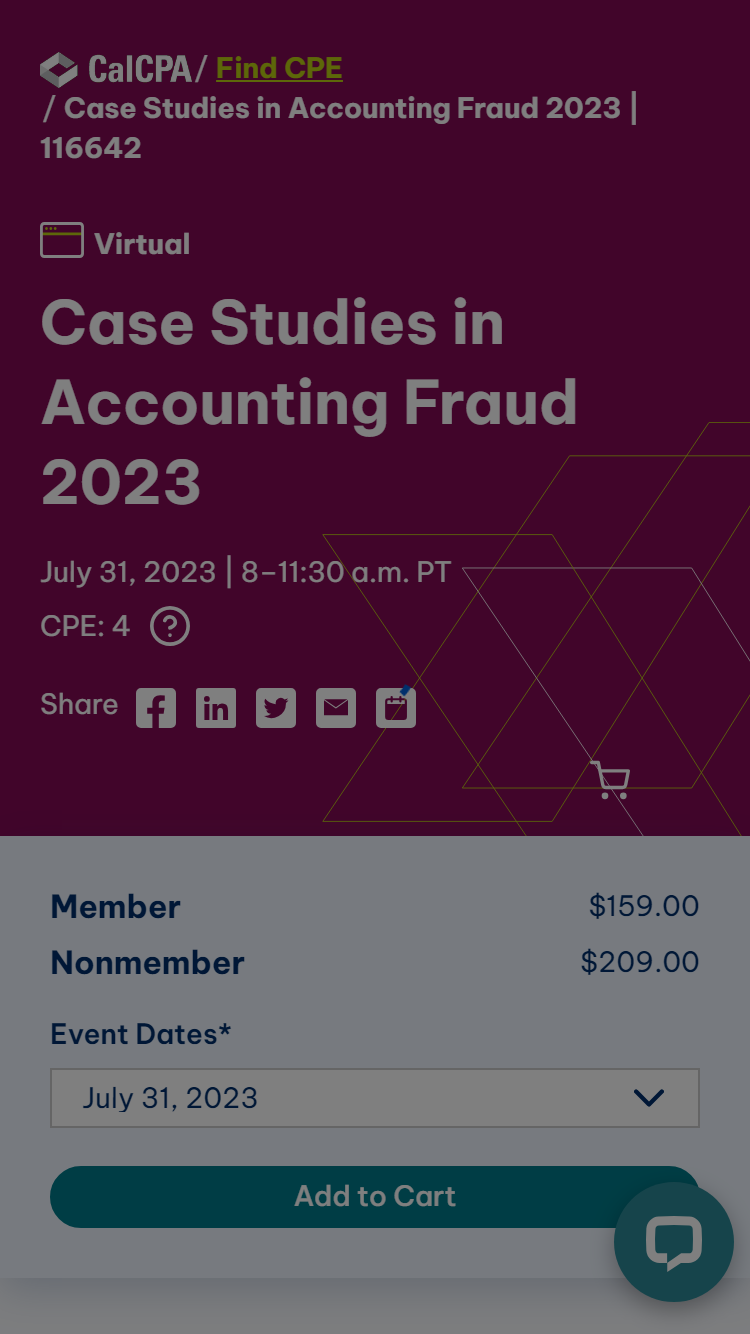 CalCPA / Find CPE
/ Case Studies in Accounting Fraud 2023 |
116642
Virtual
Case Studies in
Accounting Fraud
2023
July 31, 2023 | 8–11:30 a.m. PT
CPE: 4 ?
Share
Member $159.00
Nonmember $209.00
Event Dates*
July 31, 2023
Add to Cart